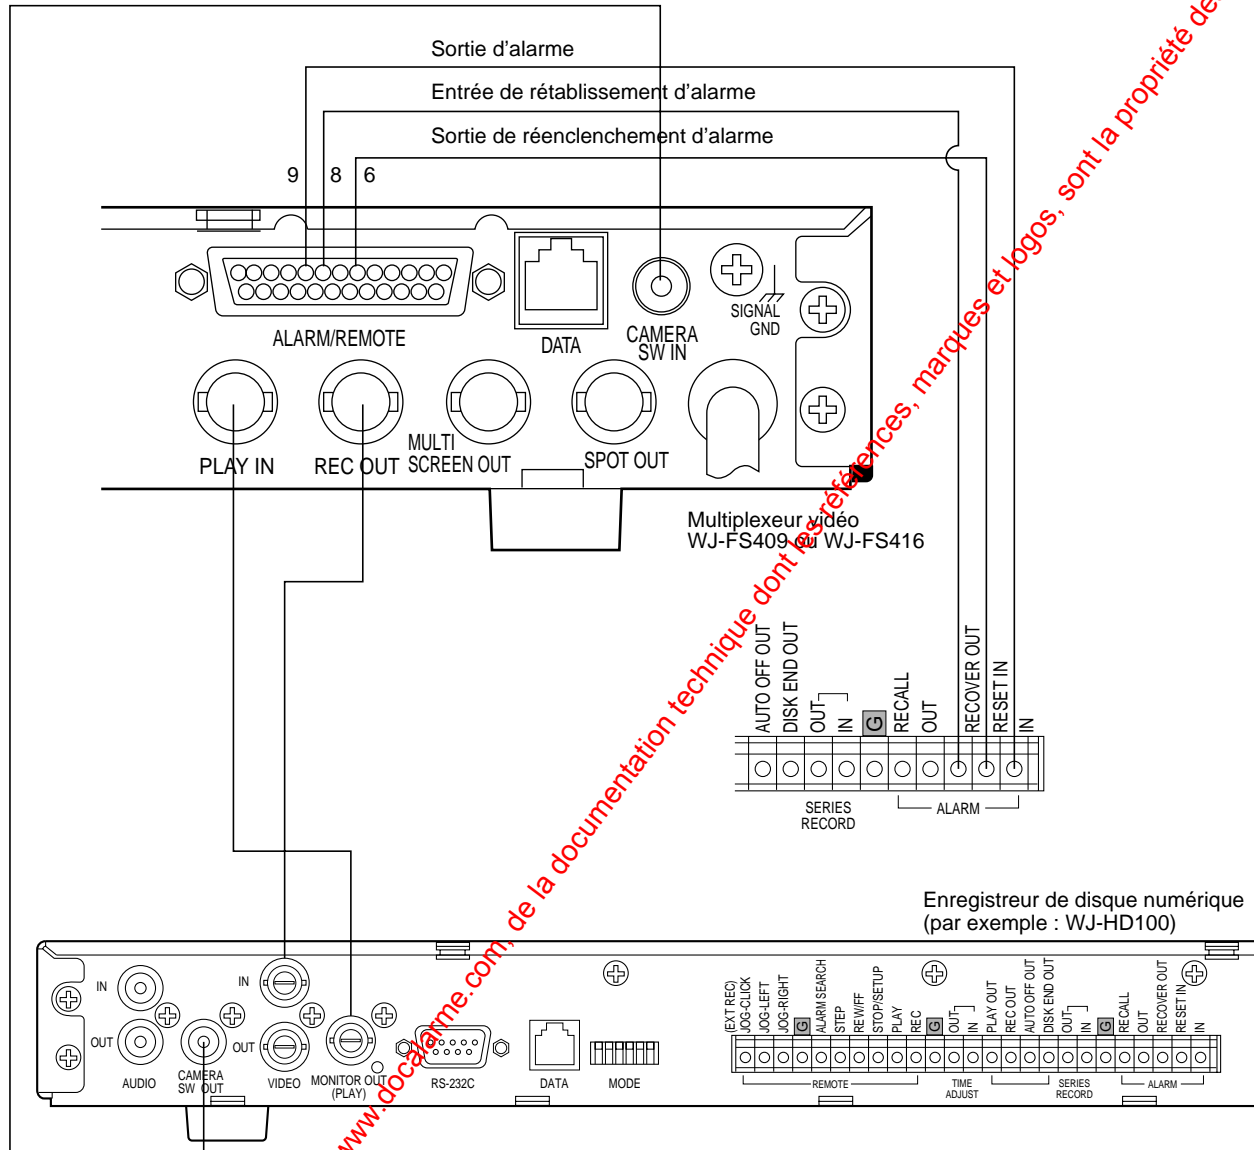 Sortie d'alarme
Entrée de rétablissement d'alarme
Sortie de réenclenchement d'alarme
9 8 6
ALARM/REMOTE
DATA
CAMERA
SW IN
SIGNAL
GND
PLAY IN
REC OUT
MULTI
SCREEN OUT
SPOT OUT
Multiplexeur vidéo
WJ-FS409 ou WJ-FS416
AUTO OFF OUT
DISK END OUT
OUT
IN
G
RECALL
OUT
RECOVER OUT
RESET IN
IN
SERIES
RECORD
ALARM
Enregistreur de disque numérique
(par exemple : WJ-HD100)
IN
OUT
AUDIO
CAMERA
SW OUT
IN
OUT
VIDEO
MONITOR OUT
(PLAY)
RS-232C
DATA
MODE
(EXT REC)
JOG-CLICK
JOG-LEFT
JOG-RIGHT
G
ALARM SEARCH
STEP
REW/FF
STOP/SETUP
PLAY
REC
G
OUT
IN
PLAY OUT
REC OUT
AUTO OFF OUT
DISK END OUT
OUT
IN
G
RECALL
OUT
RECOVER OUT
RESET IN
IN
REMOTE
TIME
ADJUST
SERIES
RECORD
ALARM
www.docalarme.com, de la documentation technique dont les références, marques et logos, sont la propriété de